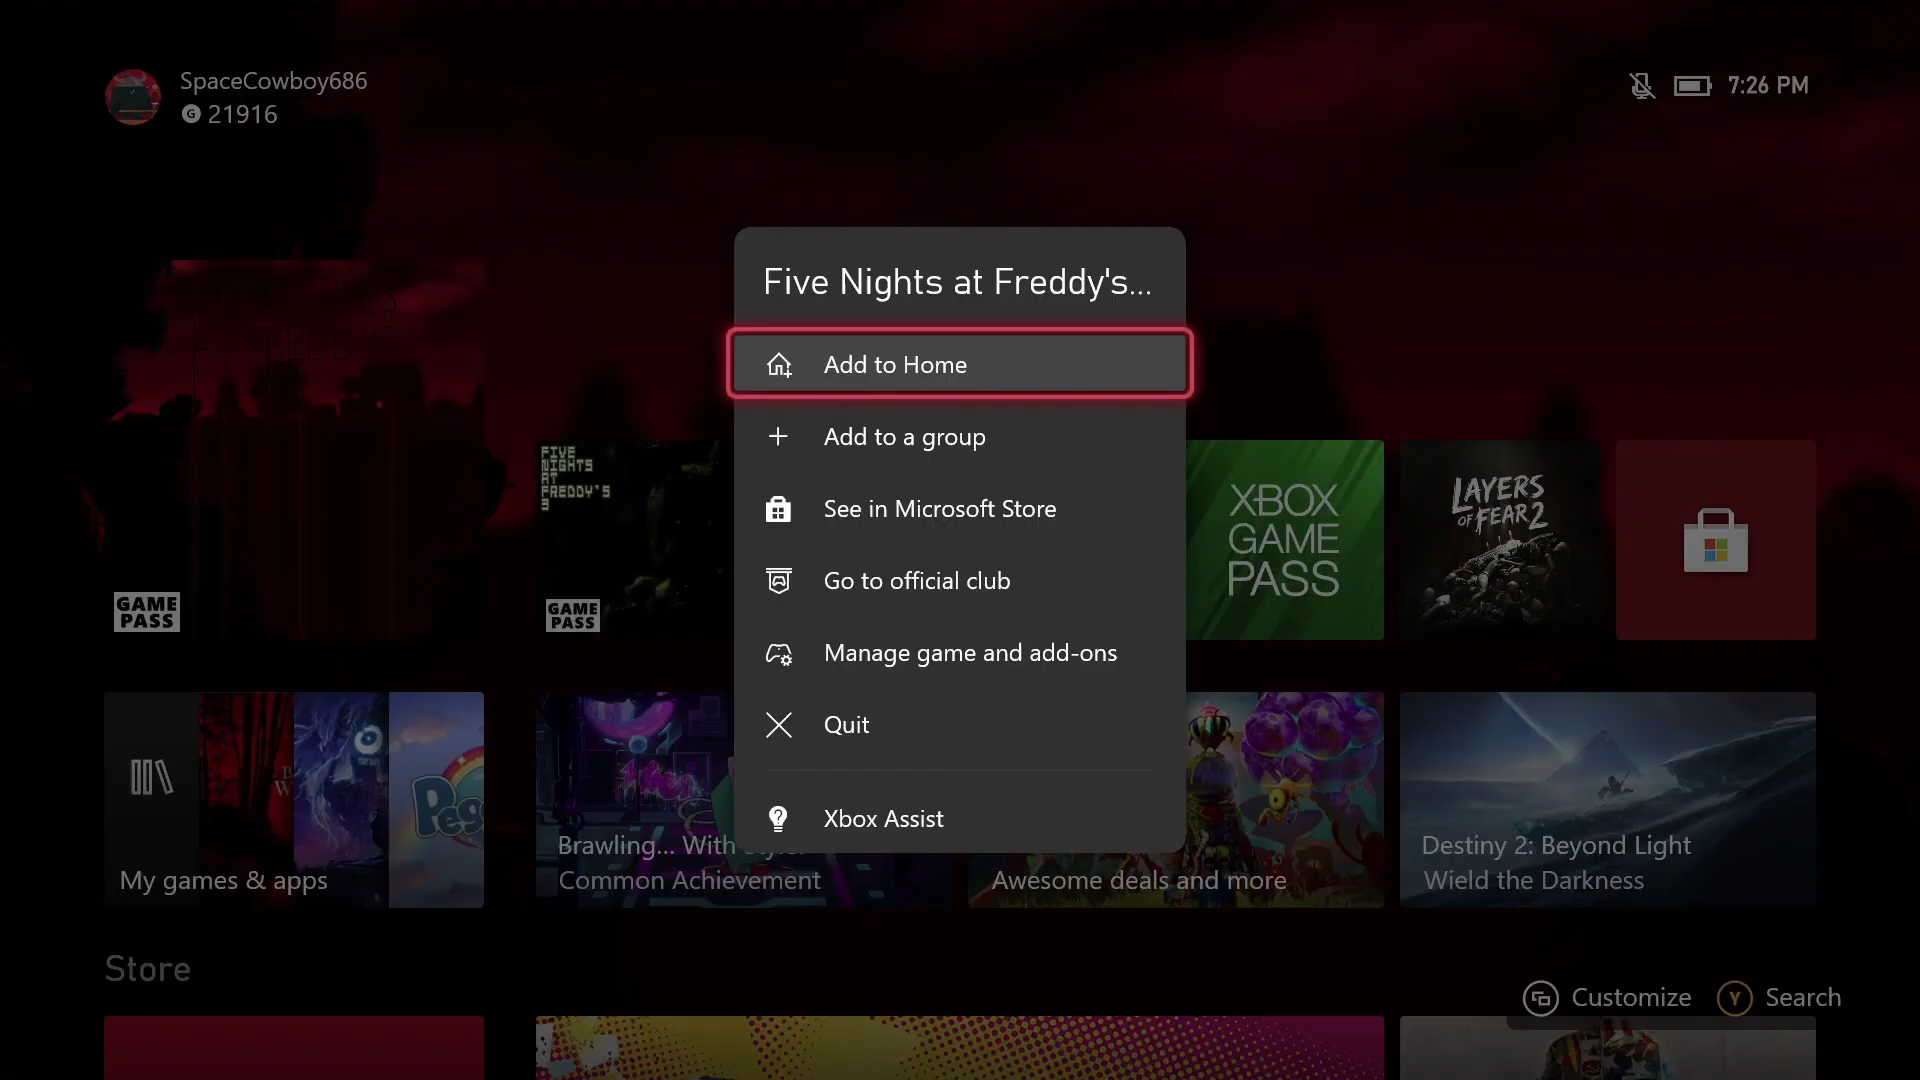 SpaceCowboy686
G 21916
7:26 PM
Five Nights at Freddy's...
Add to Home
Add to a group
See in Microsoft Store
Go to official club
Manage game and add-ons
Quit
Xbox Assist
GAME
PASS
FIVE
NIGHTS
AT
FREDDY'S
3
GAME
PASS
XBOX
GAME
PASS
LAYERS
OF FEAR 2
My games & apps
Brawling... With
Common Achievement
Awesome deals and more
Destiny 2: Beyond Light
Wield the Darkness
Store
Customize
Y Search